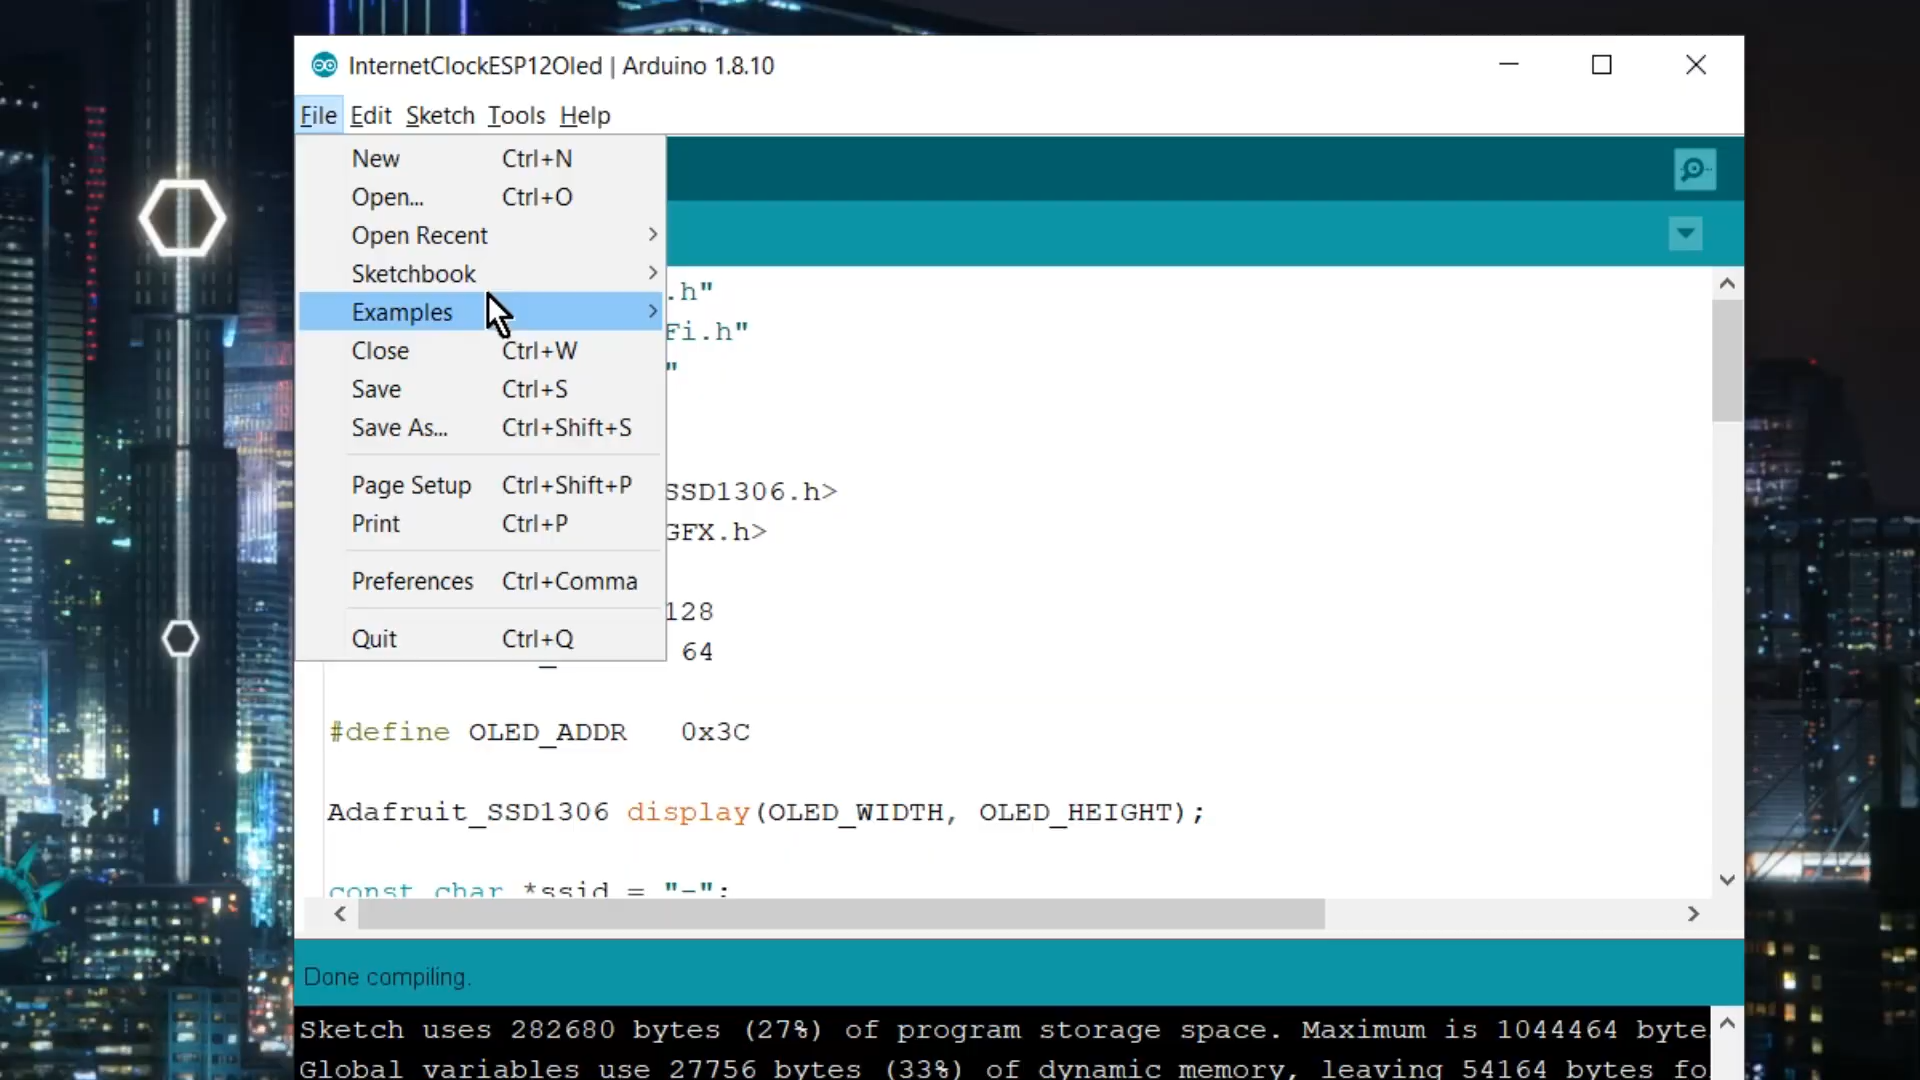 InternetClockESP12Oled | Arduino 1.8.10
File Edit Sketch Tools Help
New Ctrl+N
Open... Ctrl+O
Open Recent
Sketchbook
Examples
Close Ctrl+W
Save Ctrl+S
Save As... Ctrl+Shift+S
Page Setup Ctrl+Shift+P
Print Ctrl+P
Preferences Ctrl+Comma
Quit Ctrl+Q
.h"
Fi.h"
"
SSD1306.h>
GFX.h>
128
64
#define OLED_ADDR 0x3C
Adafruit_SSD1306 display(OLED_WIDTH, OLED_HEIGHT);
const char *ssid = "-";
Done compiling.
Sketch uses 282680 bytes (27%) of program storage space. Maximum is 1044464 byte
Global variables use 27756 bytes (33%) of dynamic memory, leaving 54164 bytes fo